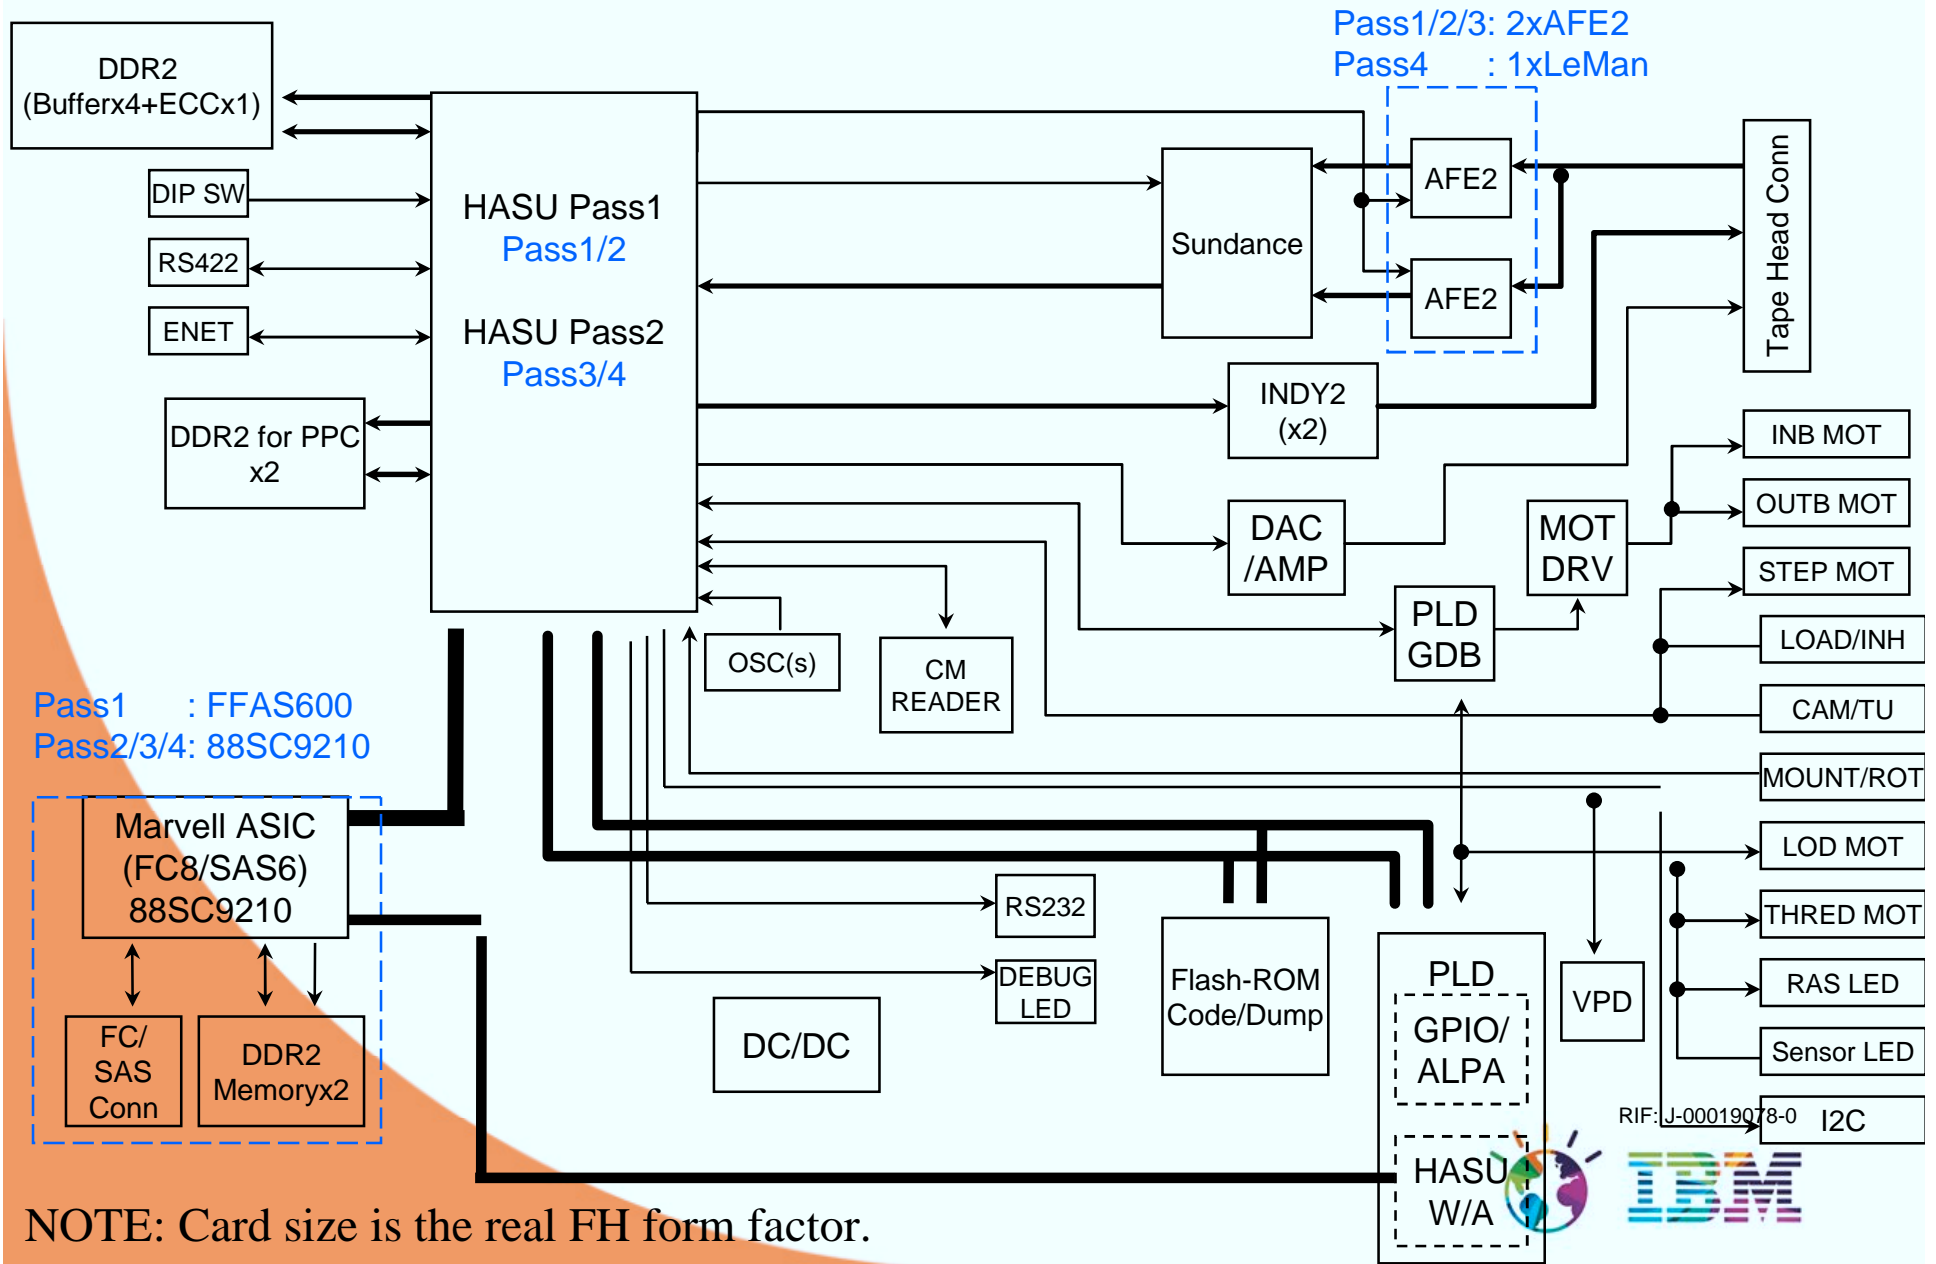 Pass1/2/3: 2xAFE2
Pass4 : 1xLeMan
DDR2
(Bufferx4+ECCx1)
DIP SW
RS422
ENET
DDR2 for PPC
x2
HASU Pass1
Pass1/2
HASU Pass2
Pass3/4
Sundance
AFE2
AFE2
Tape Head Conn
INDY2
(x2)
DAC
/AMP
MOT
DRV
PLD
GDB
INB MOT
OUTB MOT
STEP MOT
LOAD/INH
CAM/TU
MOUNT/ROT
LOD MOT
THRED MOT
RAS LED
Sensor LED
I2C
OSC(s)
CM
READER
Pass1 : FFAS600
Pass2/3/4: 88SC9210
Marvell ASIC
(FC8/SAS6)
88SC9210
FC/
SAS
Conn
DDR2
Memoryx2
RS232
DEBUG
LED
DC/DC
Flash-ROM
Code/Dump
PLD
GPIO/
ALPA
HASU
W/A
VPD
RIF: J-00019078-0
IBM
NOTE: Card size is the real FH form factor.